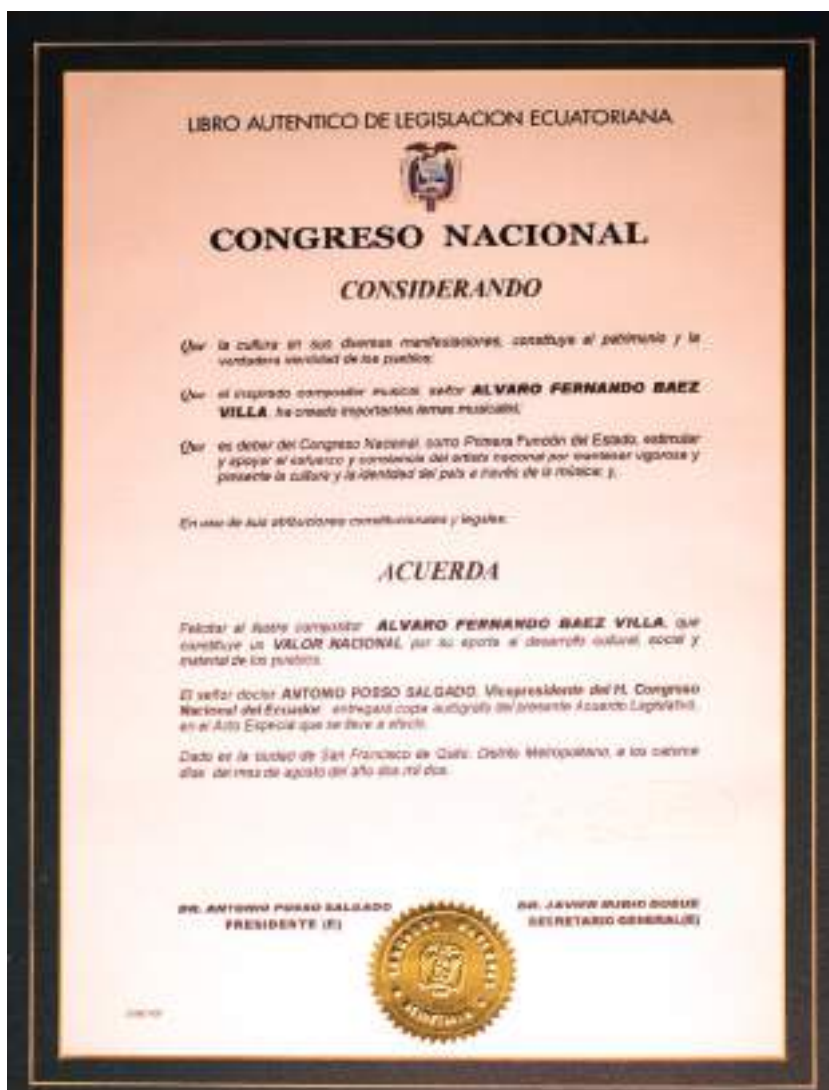 LIBRO AUTENTICO DE LEGISLACION ECUATORIANA
CONGRESO NACIONAL
CONSIDERANDO
Que la cultura en sus diversas manifestaciones, constituye el patrimonio y la
verdadera identidad de los pueblos;
Que el inspirado compositor musical señor ALVARO FERNANDO BAEZ
VILLA, ha creado importantes temas musicales;
Que es deber del Congreso Nacional, como Primera Función del Estado, estimular
y apoyar el esfuerzo y constancia del artista nacional por mantener vigorosa y
presente la cultura y la identidad del país a través de la música; y,
En uso de sus atribuciones constitucionales y legales:
ACUERDA
Felicitar al ilustre compositor ALVARO FERNANDO BAEZ VILLA, que
constituye un VALOR NACIONAL por su aporte al desarrollo cultural, social y
material de los pueblos.
El señor doctor ANTONIO POSSO SALGADO, Vicepresidente del H. Congreso
Nacional del Ecuador entregará copia autógrafa del presente Acuerdo Legislativo,
en el Acto Especial que se lleve a efecto.
Dado en la ciudad de San Francisco de Quito, Distrito Metropolitano, a los catorce
días del mes de agosto del año dos mil dos.
DR. ANTONIO POSSO SALGADO
PRESIDENTE (E)
DR. JAVIER RUBIO DUQUE
SECRETARIO GENERAL(E)
CONGRESO NACIONAL
SECRETARIA